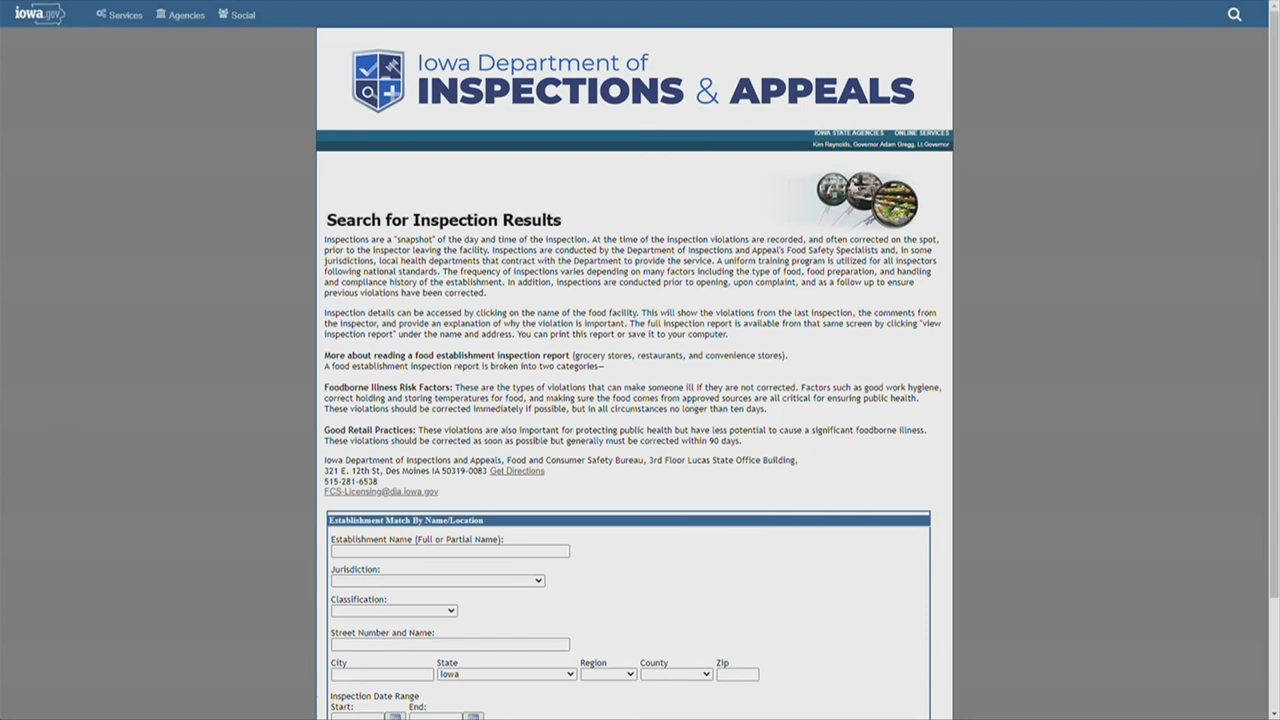 iowa.gov Services Agencies Social
Iowa Department of
INSPECTIONS & APPEALS
IOWA STATE AGENCIES ONLINE SERVICES
Kim Reynolds, Governor Adam Gregg, Lt Governor
Search for Inspection Results
Inspections are a "snapshot" of the day and time of the inspection. At the time of the inspection violations are recorded, and often corrected on the spot,
prior to the inspector leaving the facility. Inspections are conducted by the Department of Inspections and Appeal's Food Safety Specialists and, in some
jurisdictions, local health departments that contract with the Department to provide the service. A uniform training program is utilized for all inspectors
following national standards. The frequency of inspections varies depending on many factors including the type of food, food preparation, and handling
and compliance history of the establishment. In addition, inspections are conducted prior to opening, upon complaint, and as a follow up to ensure
previous violations have been corrected.
Inspection details can be accessed by clicking on the name of the food facility. This will show the violations from the last inspection, the comments from
the inspector, and provide an explanation of why the violation is important. The full inspection report is available from that same screen by clicking "view
inspection report" under the name and address. You can print this report or save it to your computer.
More about reading a food establishment inspection report (grocery stores, restaurants, and convenience stores).
A food establishment inspection report is broken into two categories—
Foodborne Illness Risk Factors: These are the types of violations that can make someone ill if they are not corrected. Factors such as good work hygiene,
correct holding and storing temperatures for food, and making sure the food comes from approved sources are all critical for ensuring public health.
These violations should be corrected immediately if possible, but in all circumstances no longer than ten days.
Good Retail Practices: These violations are also important for protecting public health but have less potential to cause a significant foodborne illness.
These violations should be corrected as soon as possible but generally must be corrected within 90 days.
Iowa Department of Inspections and Appeals, Food and Consumer Safety Bureau, 3rd Floor Lucas State Office Building,
321 E. 12th St, Des Moines IA 50319-0083 Get Directions
515-281-6538
FCS-Licensing@dia.iowa.gov
Establishment Match By Name/Location
Establishment Name (Full or Partial Name):
Jurisdiction:
Classification:
Street Number and Name:
City State Region County Zip
Iowa
Inspection Date Range
Start: End: